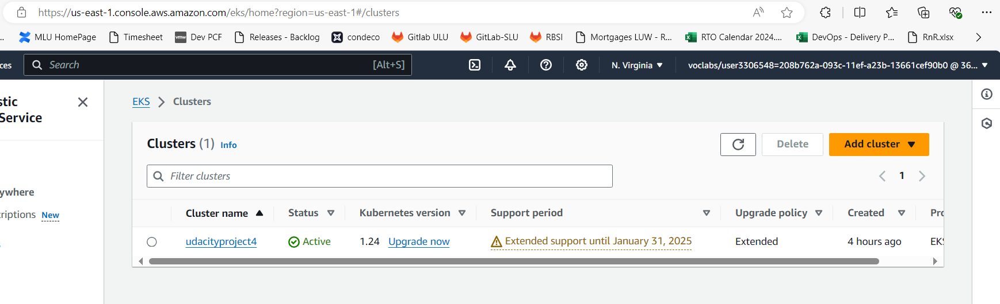 https://us-east-1.console.aws.amazon.com/eks/home?region=us-east-1#/clusters
... MLU HomePage Timesheet vmw Dev PCF Releases - Backlog condeco Gitlab ULU GitLab-SLU RBSI Mortgages LUW - R... RTO Calendar 2024.... DevOps - Delivery P... RnR.xlsx
ces Search [Alt+S] N. Virginia voclabs/user3306548=208b762a-093c-11ef-a23b-13661cef90b0 @ 36...
stic
Service
EKS Clusters
Clusters (1) Info
Delete Add cluster
Filter clusters
1
ywhere
riptions New
Cluster name Status Kubernetes version Support period Upgrade policy Created Pro
udacityproject4 Active 1.24 Upgrade now Extended support until January 31, 2025 Extended 4 hours ago EKS